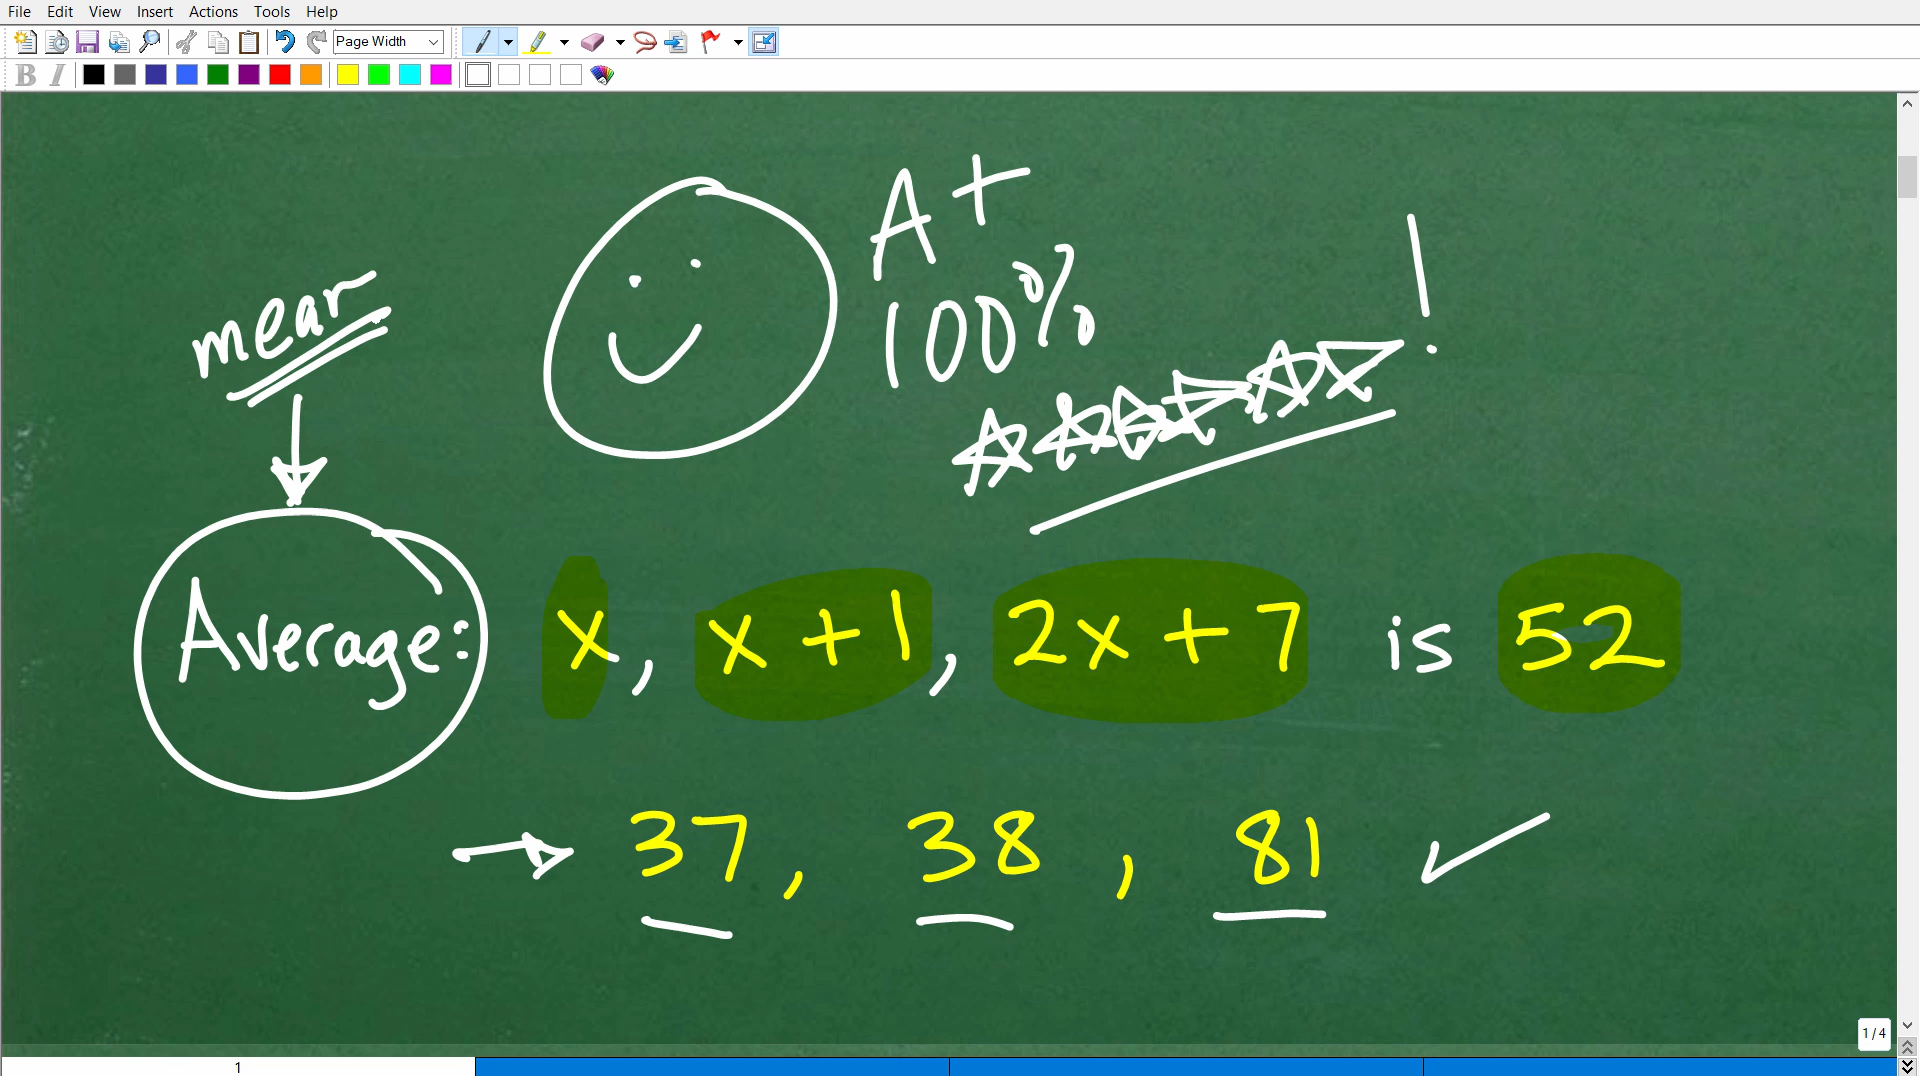 File Edit View Insert Actions Tools Help
Page Width
B I
A+
100%
!
mean
Average: x, x + 1, 2x + 7 is 52
37, 38, 81
1 / 4
1